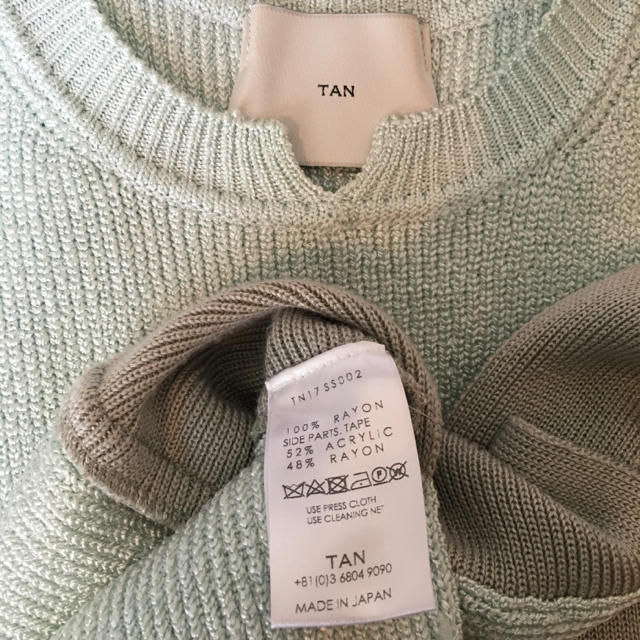 TAN
TN17SS002
100% RAYON
SIDE PARTS, TAPE
52% ACRYLIC
48% RAYON
USE PRESS CLOTH
USE CLEANING NET
TAN
+81(0)3 6804 9090
MADE IN JAPAN